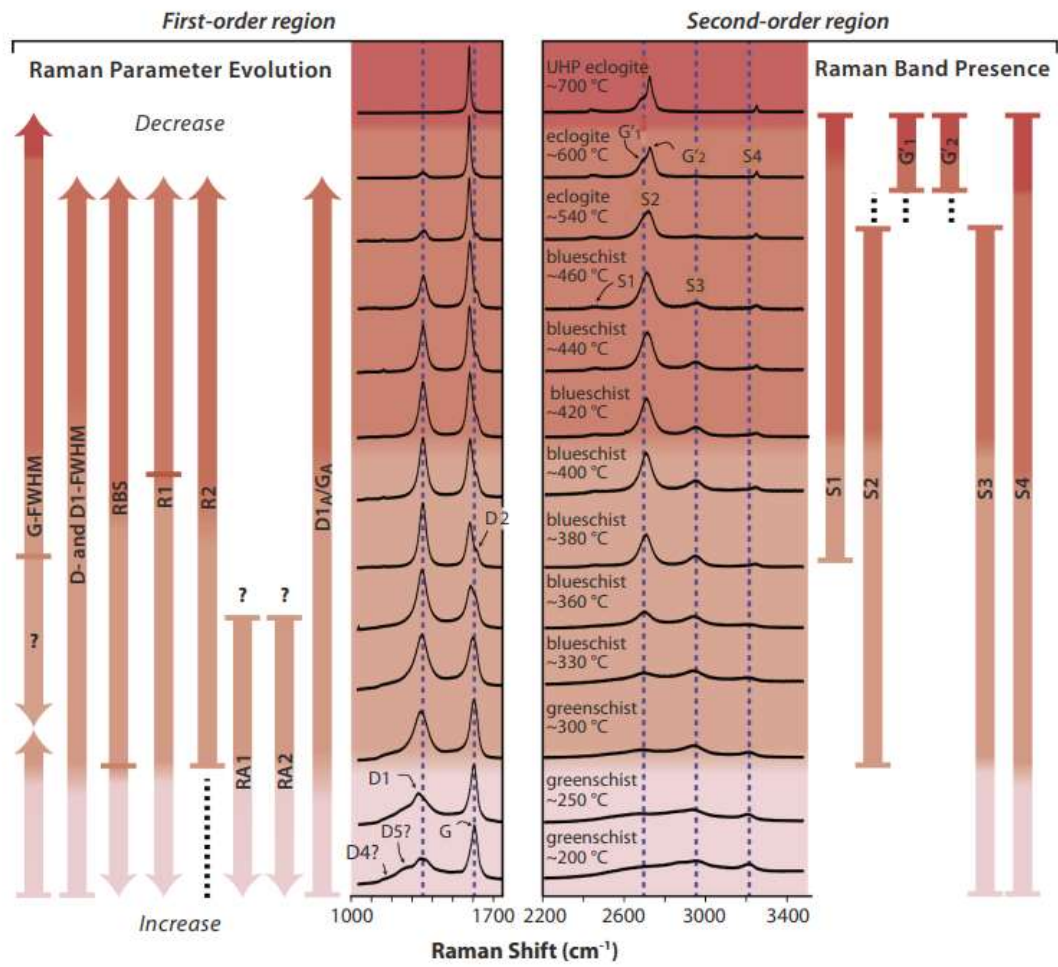 First-order region
Second-order region
Raman Parameter Evolution
Raman Band Presence
Decrease
G-FWHM
?
D- and D1-FWHM
RBS
R1
R2
RA1
?
RA2
?
D1A/GA
Increase
D2
D1
D5?
D4?
G
1000
1700
UHP eclogite
~700 °C
eclogite
~600 °C
G'1
G'2
S4
eclogite
~540 °C
S2
blueschist
~460 °C
S1
S3
blueschist
~440 °C
blueschist
~420 °C
blueschist
~400 °C
blueschist
~380 °C
blueschist
~360 °C
blueschist
~330 °C
greenschist
~300 °C
greenschist
~250 °C
greenschist
~200 °C
2200
2600
3000
3400
Raman Shift (cm⁻¹)
S1
S2
G'1
G'2
S3
S4